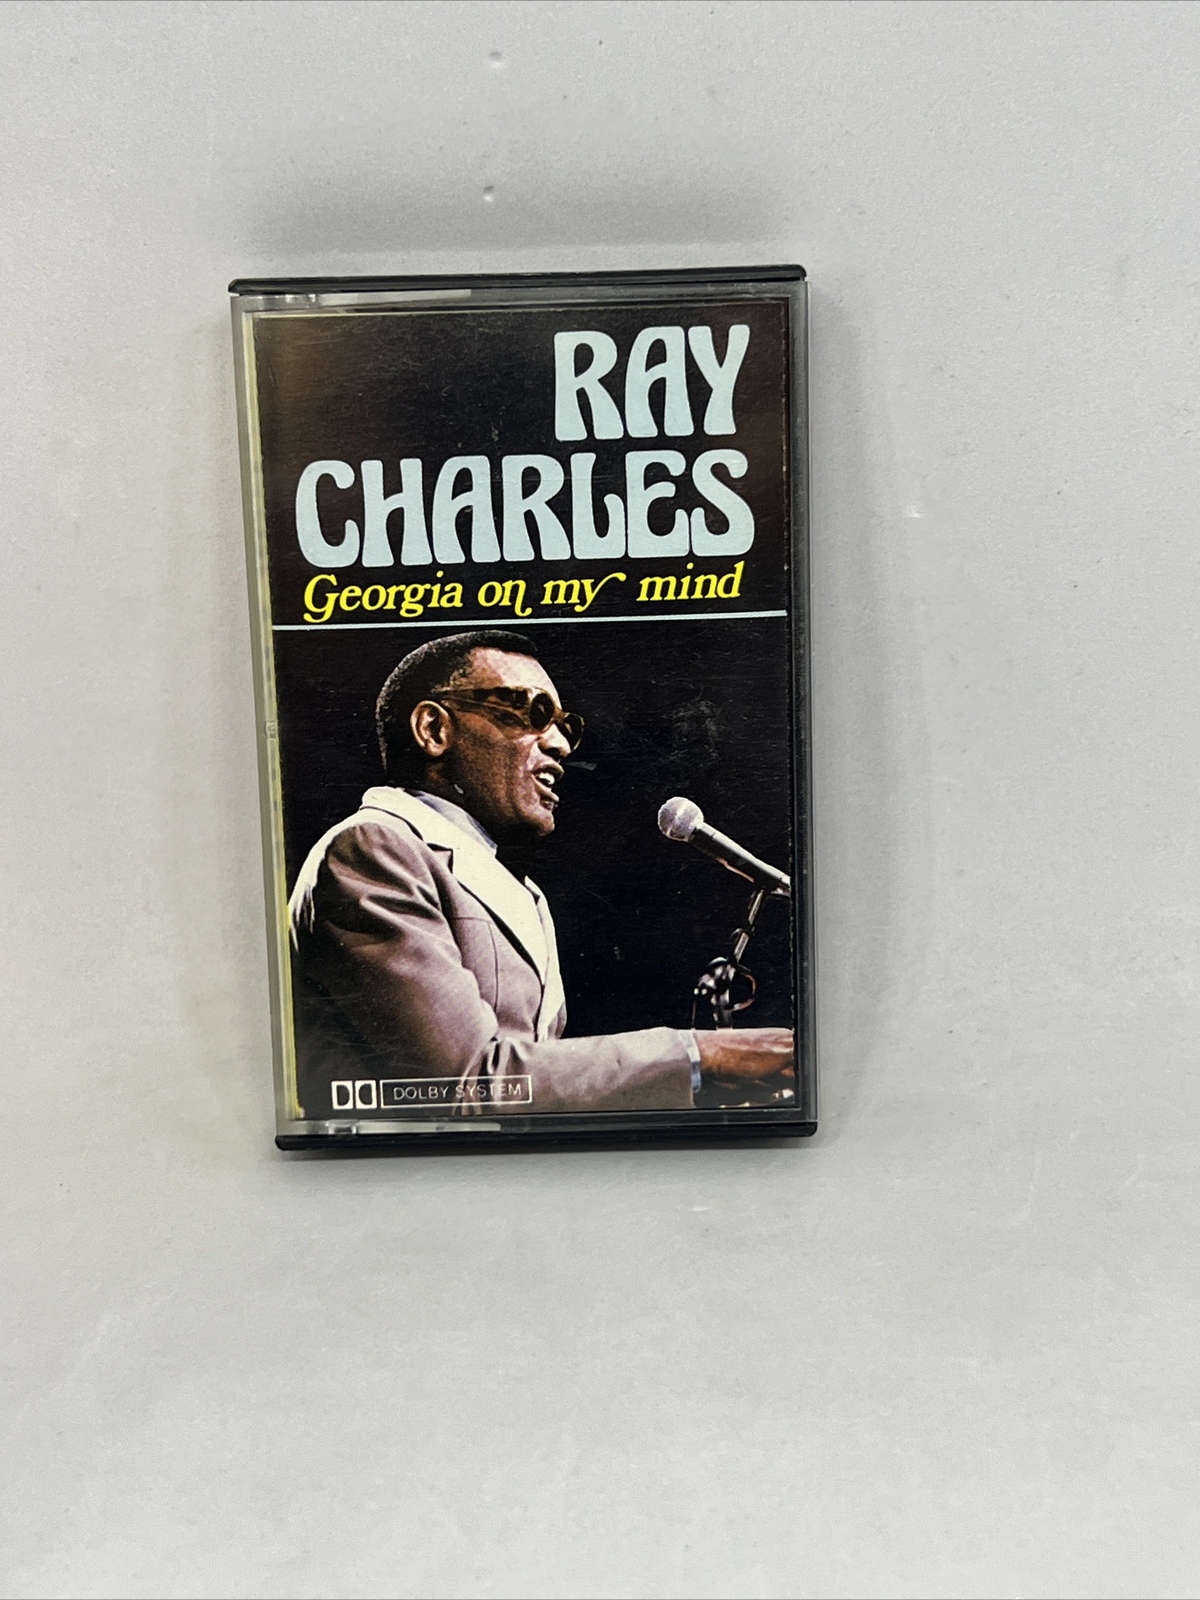 RAY
CHARLES
Georgia on my mind
DOLBY SYSTEM